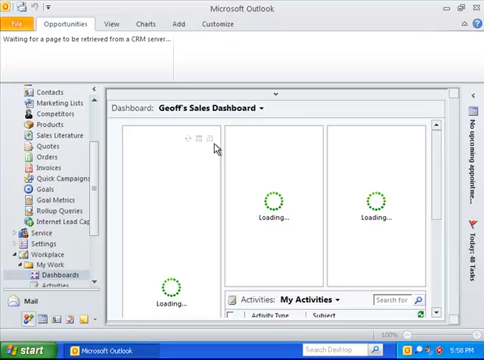 Microsoft Outlook
File
Opportunities
View
Charts
Add-Ins
Customize
Waiting for a page to be retrieved from a CRM server...
Contacts
Marketing Lists
Competitors
Products
Sales Literature
Quotes
Orders
Invoices
Quick Campaigns
Goals
Goal Metrics
Rollup Queries
Internet Lead Cap
Service
Settings
Workplace
My Work
Dashboards
Activities
Mail
Dashboard: Geoff's Sales Dashboard
Loading...
Loading...
Loading...
Activities: My Activities
Search for
Activity Type
Subject
No upcoming appointme...
Today: 48 Tasks
100%
start
Microsoft Outlook
Search Desktop
5:58 PM